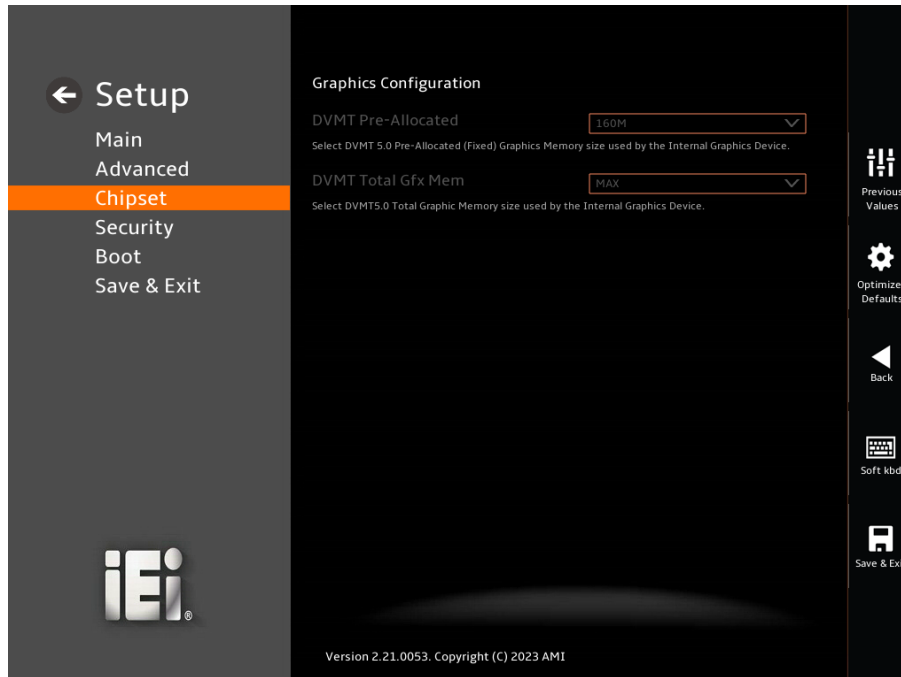 Setup
Main
Advanced
Chipset
Security
Boot
Save & Exit
iEi®
Graphics Configuration
DVMT Pre-Allocated
160M
Select DVMT 5.0 Pre-Allocated (Fixed) Graphics Memory size used by the Internal Graphics Device.
DVMT Total Gfx Mem
MAX
Select DVMT5.0 Total Graphic Memory size used by the Internal Graphics Device.
Version 2.21.0053. Copyright (C) 2023 AMI
Previous
Values
Optimize
Defaults
Back
Soft kbd
Save & Ex